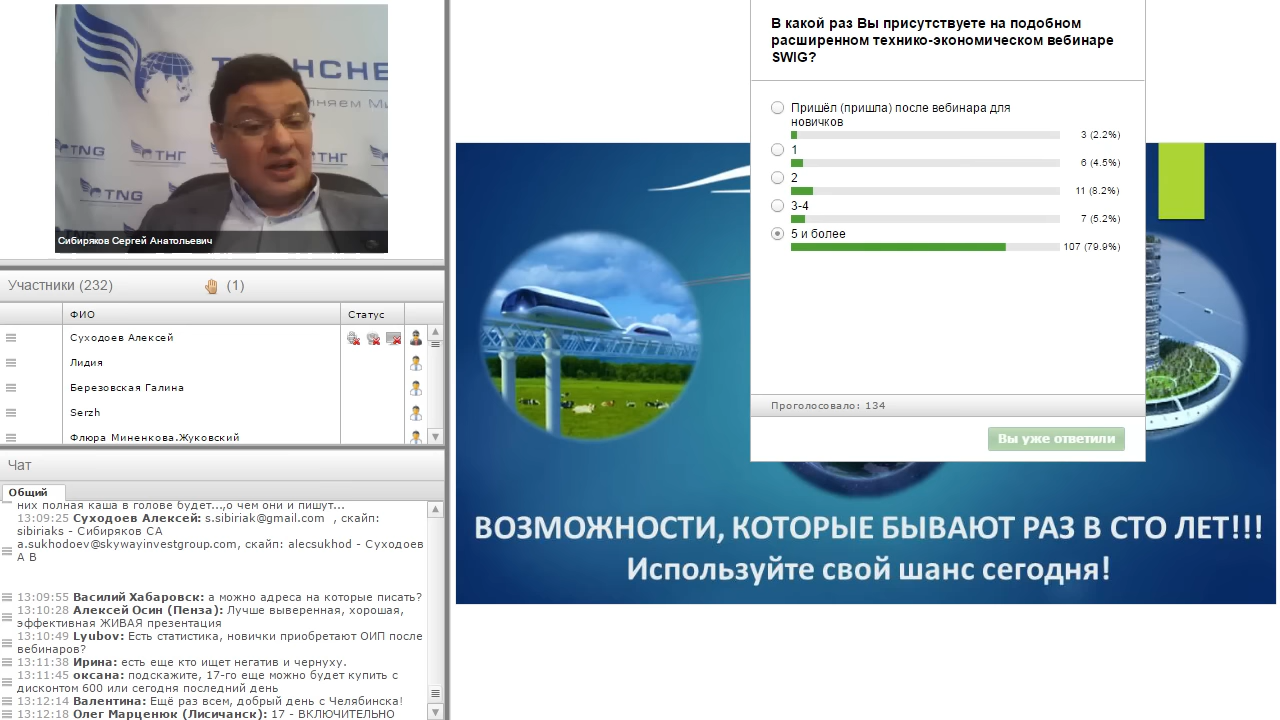 ТРАНСНЕ
няем Ми
TNG
ТНГ
TNG
ТНГ
TNG
Сибиряков Сергей Анатольевич
Участники (232)
(1)
ФИО
Статус
Суходоев Алексей
Лидия
Березовская Галина
Serzh
Флюра Миненкова.Жуковский
Чат
Общий
них полная каша в голове будет...,о чем они и пишут...
13:09:25 Суходоев Алексей: s.sibiriak@gmail.com , скайп:
sibiriaks - Сибиряков СА
a.sukhodoev@skywayinvestgroup.com, скайп: alecsukhod - Суходоев
А В
13:09:55 Василий Хабаровск: а можно адреса на которые писать?
13:10:28 Алексей Осин (Пенза): Лучше выверенная, хорошая,
эффективная ЖИВАЯ презентация
13:10:49 Lyubov: Есть статистика, новички приобретают ОИП после
вебинаров?
13:11:38 Ирина: есть еще кто ищет негатив и чернуху.
13:11:45 оксана: подскажите, 17-го еще можно будет купить с
дисконтом 600 или сегодня последний день
13:12:14 Валентина: Ещё раз всем, добрый день с Челябинска!
13:12:18 Олег Марценюк (Лисичанск): 17 - ВКЛЮЧИТЕЛЬНО
В какой раз Вы присутствуете на подобном
расширенном технико-экономическом вебинаре
SWIG?
Пришёл (пришла) после вебинара для
новичков
3 (2.2%)
1
6 (4.5%)
2
11 (8.2%)
3-4
7 (5.2%)
5 и более
107 (79.9%)
Проголосовало: 134
Вы уже ответили
ВОЗМОЖНОСТИ, КОТОРЫЕ БЫВАЮТ РАЗ В СТО ЛЕТ!!!
Используйте свой шанс сегодня!